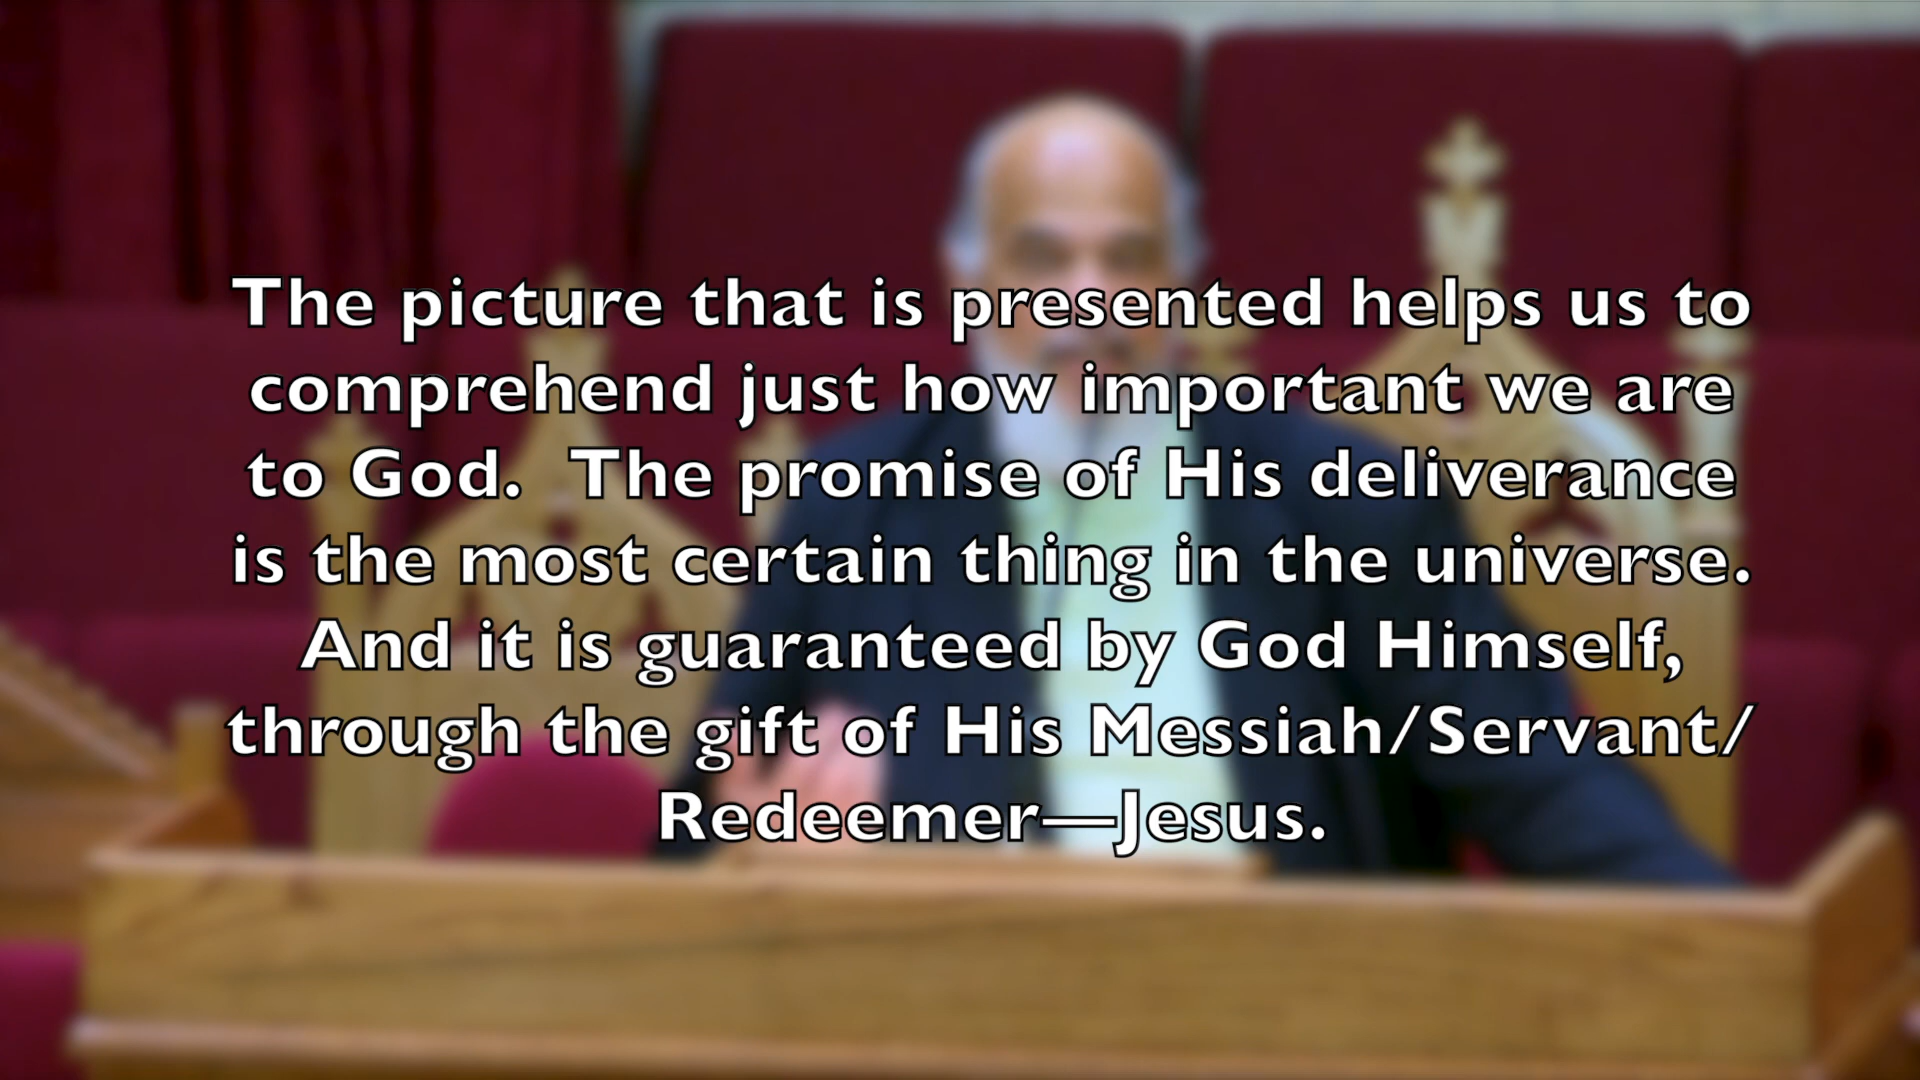 The picture that is presented helps us to
comprehend just how important we are
to God.  The promise of His deliverance
is the most certain thing in the universe.
And it is guaranteed by God Himself,
through the gift of His Messiah/Servant/
Redeemer—Jesus.